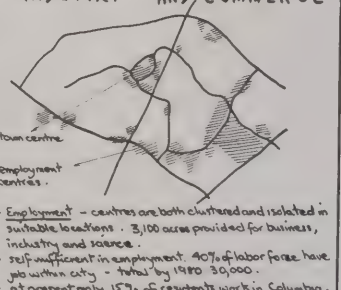 AND COMMERCE
town centre
employment
centres.
Employment - centres are both clustered and isolated in
suitable locations. 3,100 acres provided for business,
industry and science.
self sufficient in employment. 40% of labor force have
job within city - total by 1980 30,000.
at present only 15% of residents work in Columbia.